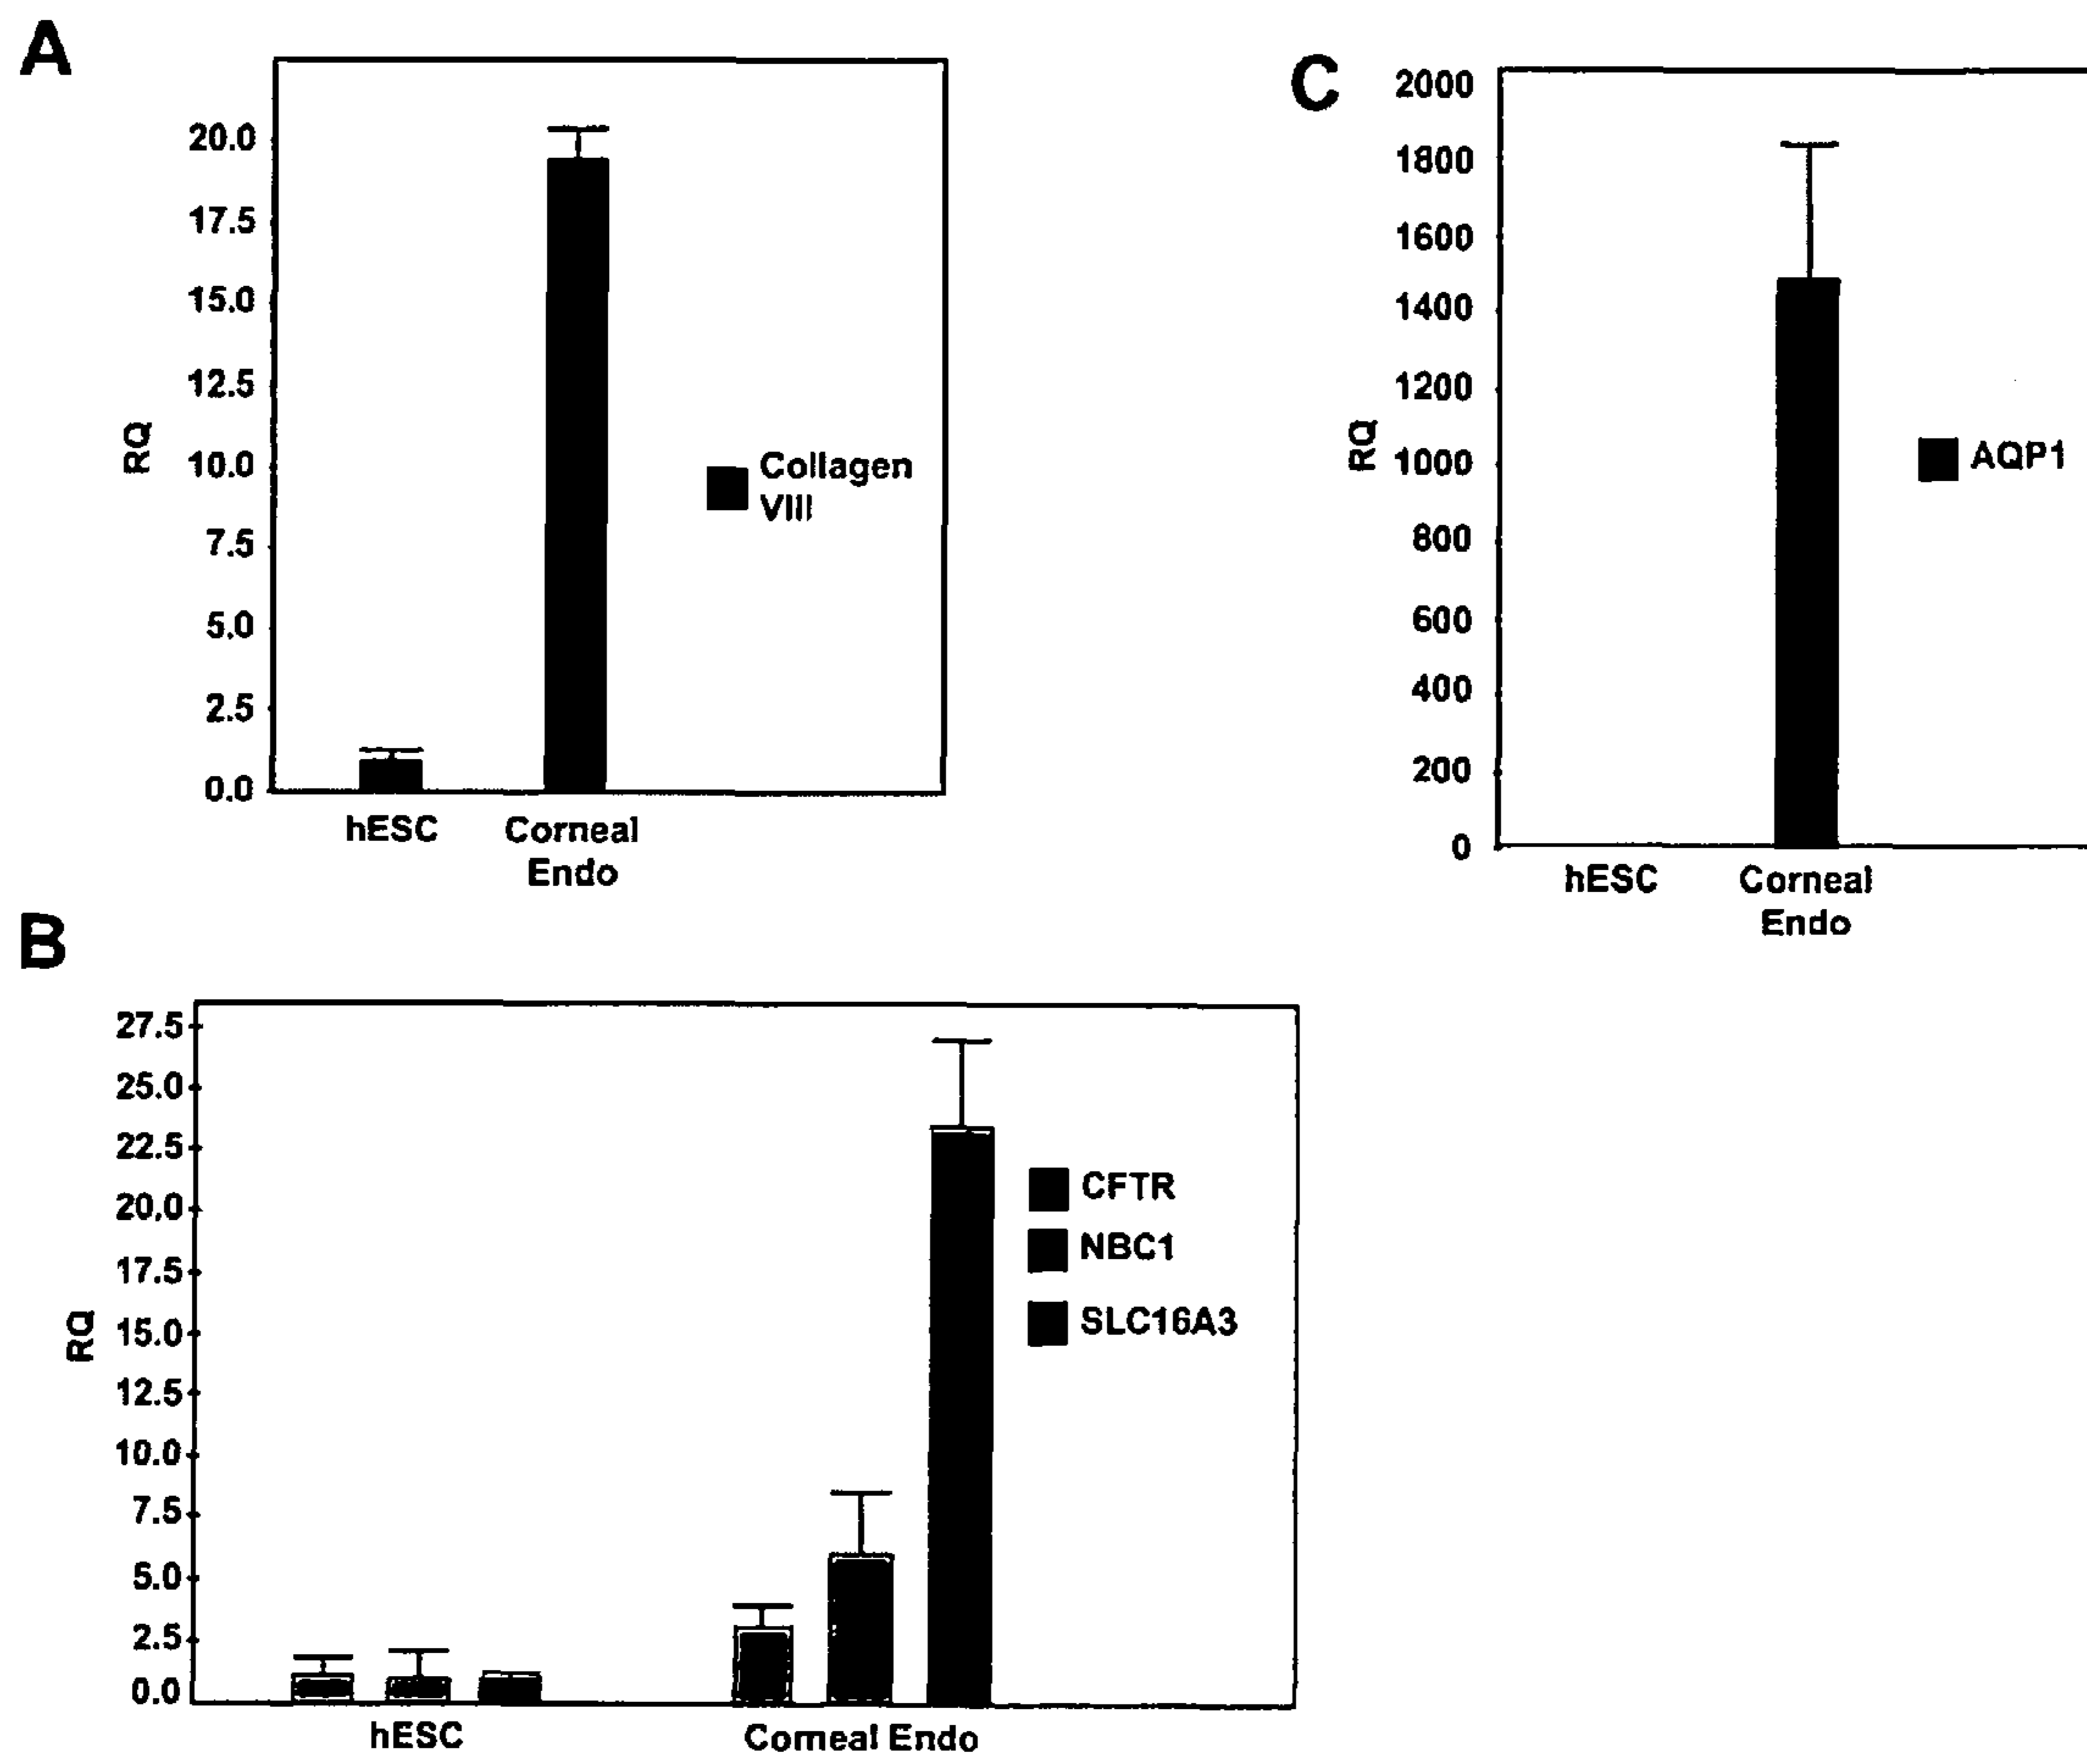 A
20.0
17.5
15.0
12.5
10.0
7.5
5.0
2.5
0.0
RQ
Collagen
VIII
hESC
Corneal
Endo
C
2000
1800
1600
1400
1200
1000
800
600
400
200
0
RQ
AQP1
hESC
Corneal
Endo
B
27.5
25.0
22.5
20.0
17.5
15.0
12.5
10.0
7.5
5.0
2.5
0.0
RQ
CFTR
NBC1
SLC16A3
hESC
Corneal Endo